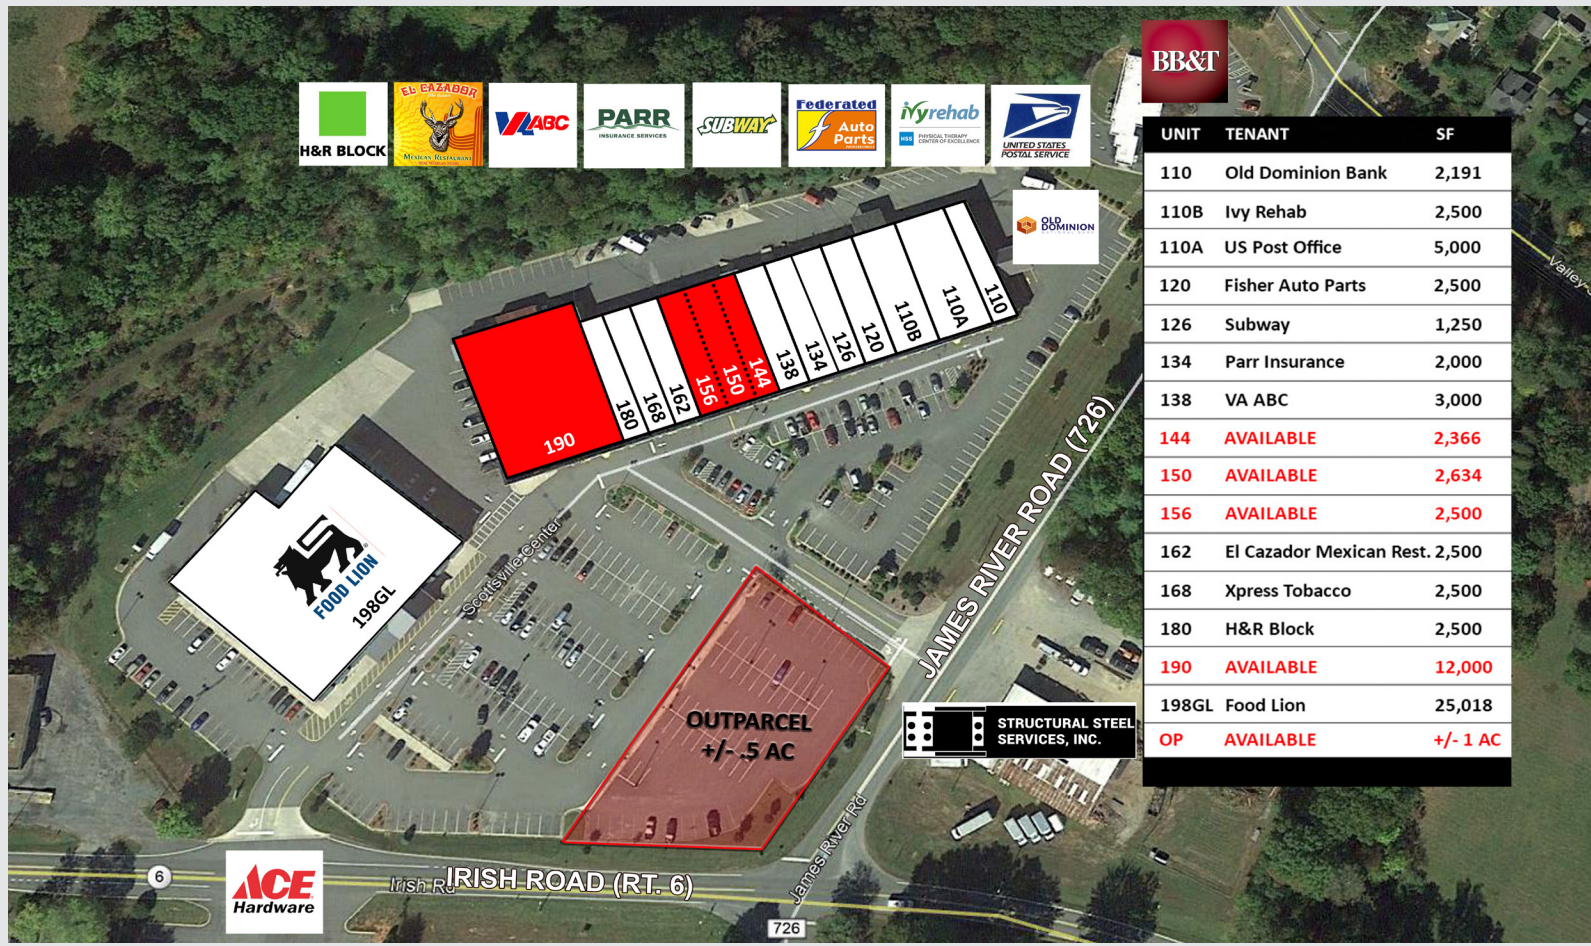 BB&T
H&R BLOCK
EL CAZADOR
MEXICAN RESTAURANT
VA ABC
PARR
INSURANCE SERVICES
SUBWAY
Federated
f Auto
Parts
ivyrehab
HSS PHYSICAL THERAPY
CENTER OF EXCELLENCE
UNITED STATES
POSTAL SERVICE
OLD
DOMINION
UNIT TENANT SF
110 Old Dominion Bank 2,191
110B Ivy Rehab 2,500
110A US Post Office 5,000
120 Fisher Auto Parts 2,500
126 Subway 1,250
134 Parr Insurance 2,000
138 VA ABC 3,000
144 AVAILABLE 2,366
150 AVAILABLE 2,634
156 AVAILABLE 2,500
162 El Cazador Mexican Rest. 2,500
168 Xpress Tobacco 2,500
180 H&R Block 2,500
190 AVAILABLE 12,000
198GL Food Lion 25,018
OP AVAILABLE +/- 1 AC
190
180
168
162
156
150
144
138
134
126
120
110B
110A
110
FOOD LION
198GL
Scottsville Center
JAMES RIVER ROAD (726)
Valley
OUTPARCEL
+/- .5 AC
STRUCTURAL STEEL
SERVICES, INC.
James River Rd
6
Irish Rd
IRISH ROAD (RT. 6)
ACE
Hardware
726